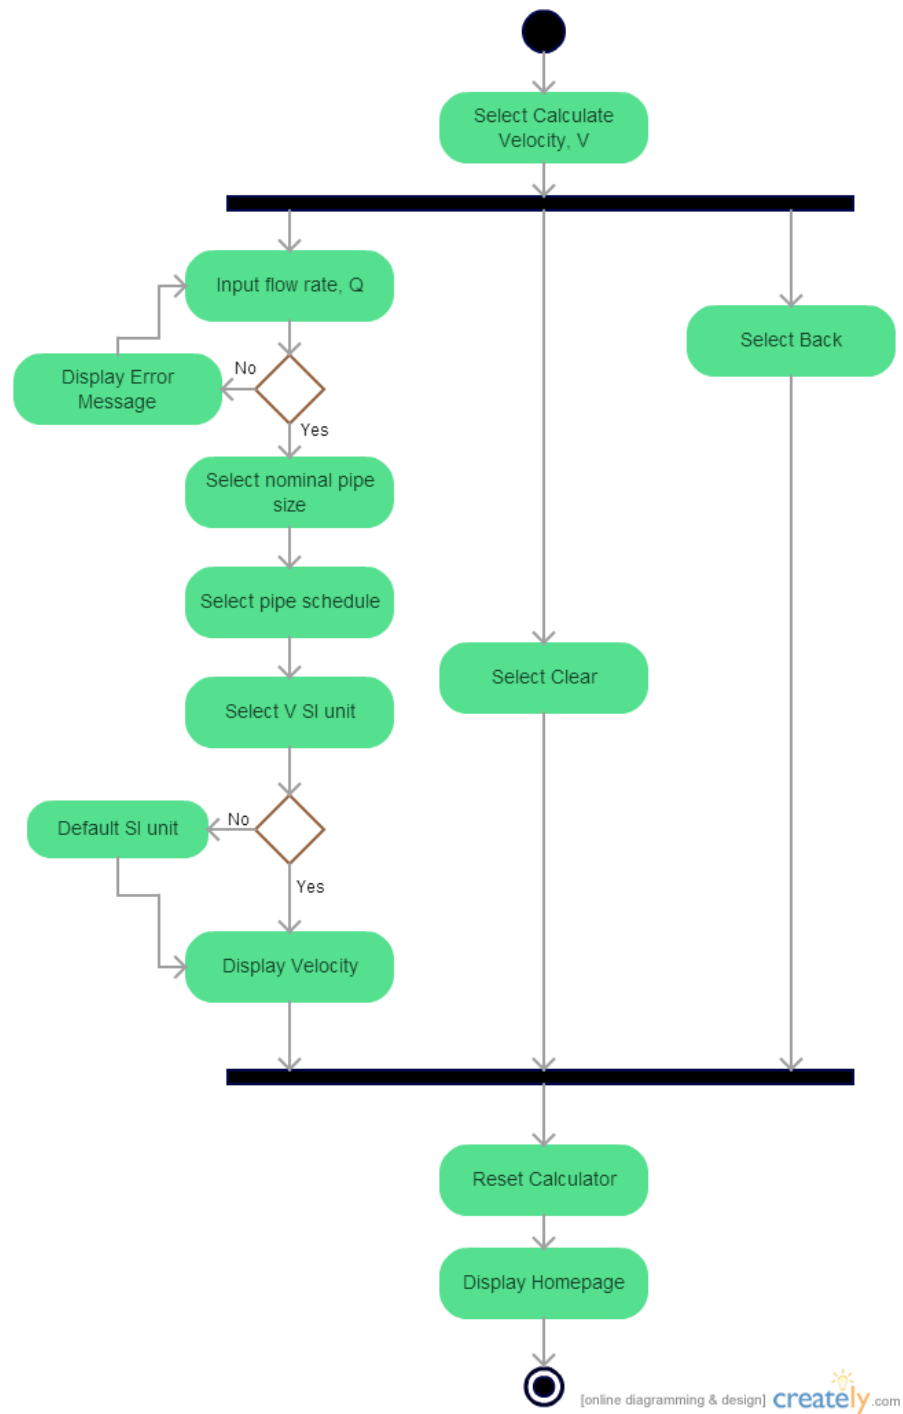 Select Calculate
Velocity, V
Input flow rate, Q
Select Back
Display Error
Message
No
Yes
Select nominal pipe
size
Select pipe schedule
Select Clear
Select V SI unit
Default SI unit
No
Yes
Display Velocity
Reset Calculator
Display Homepage
[online diagramming & design] creately.com